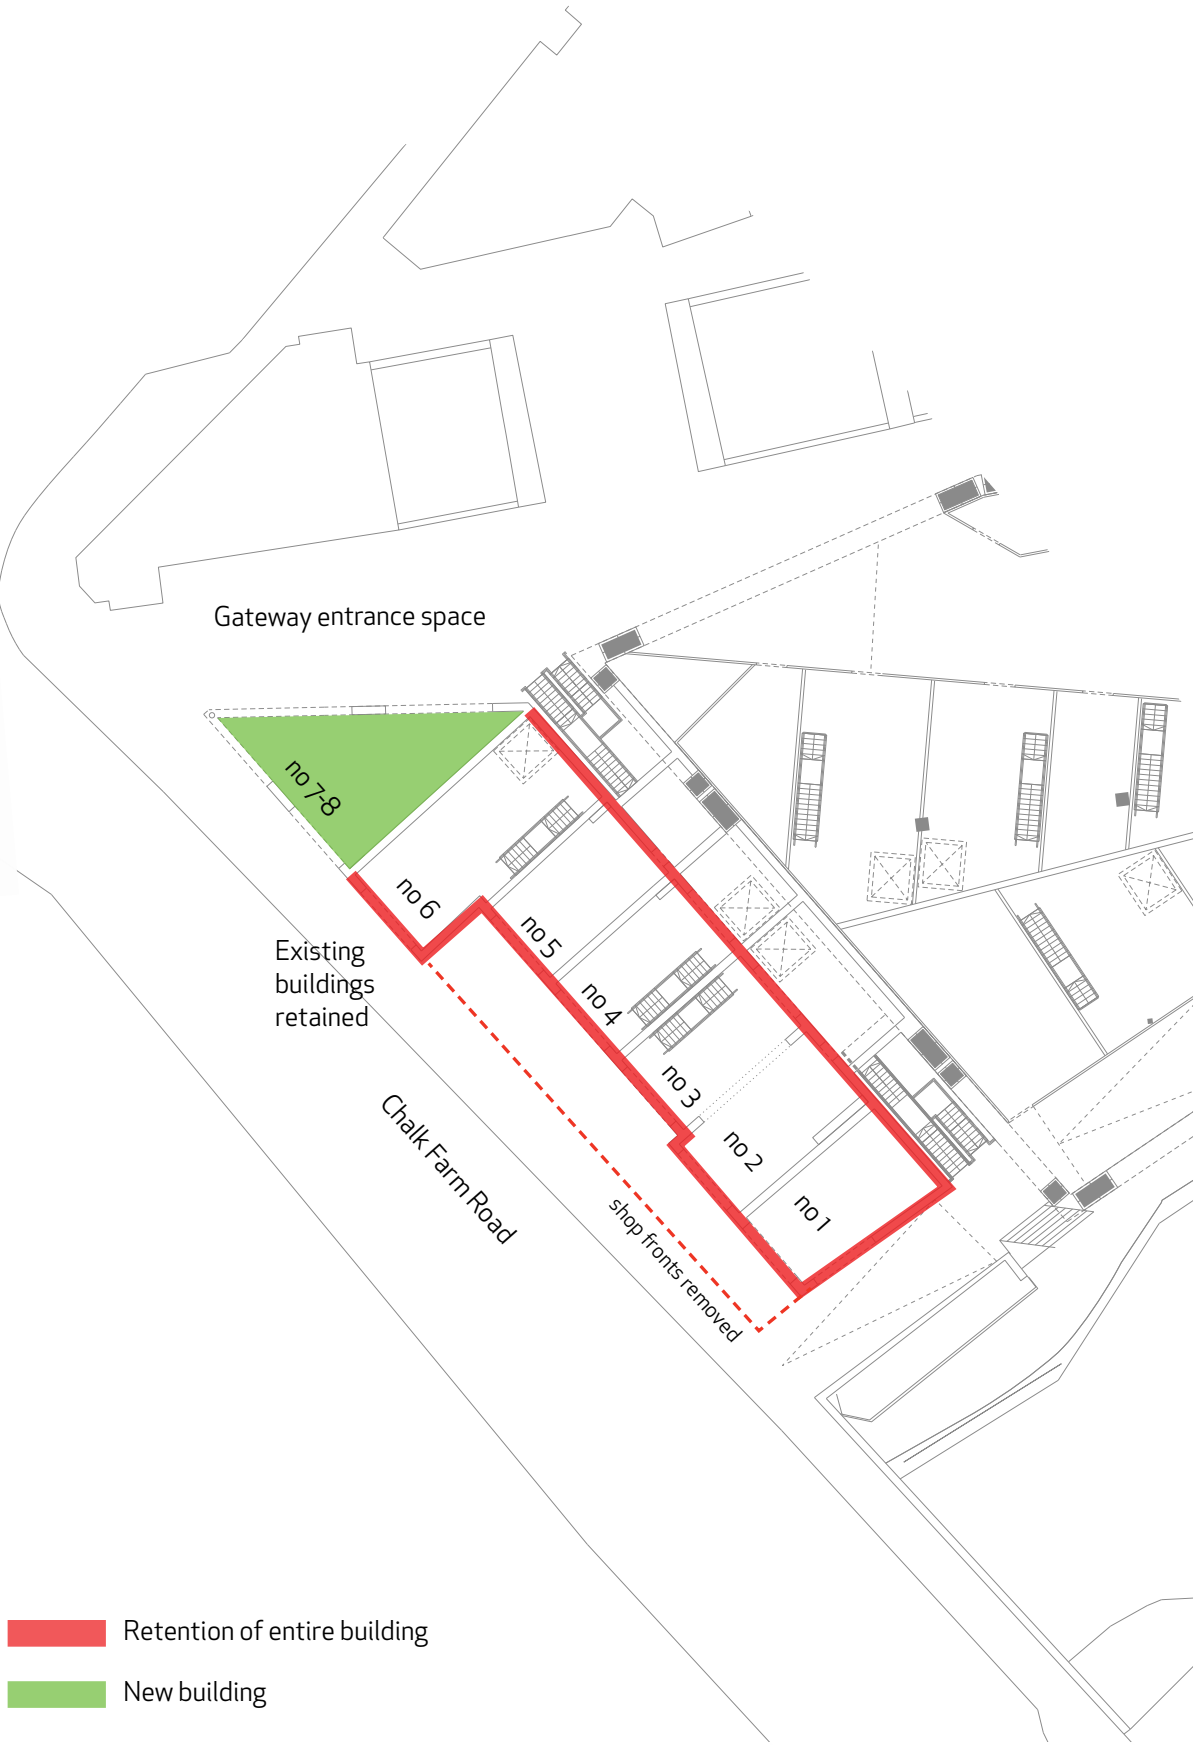 Gateway entrance space
no 7-8
no 6
no 5
Existing
buildings
retained
no 4
no 3
no 2
no 1
Chalk Farm Road
shop fronts removed
Retention of entire building
New building